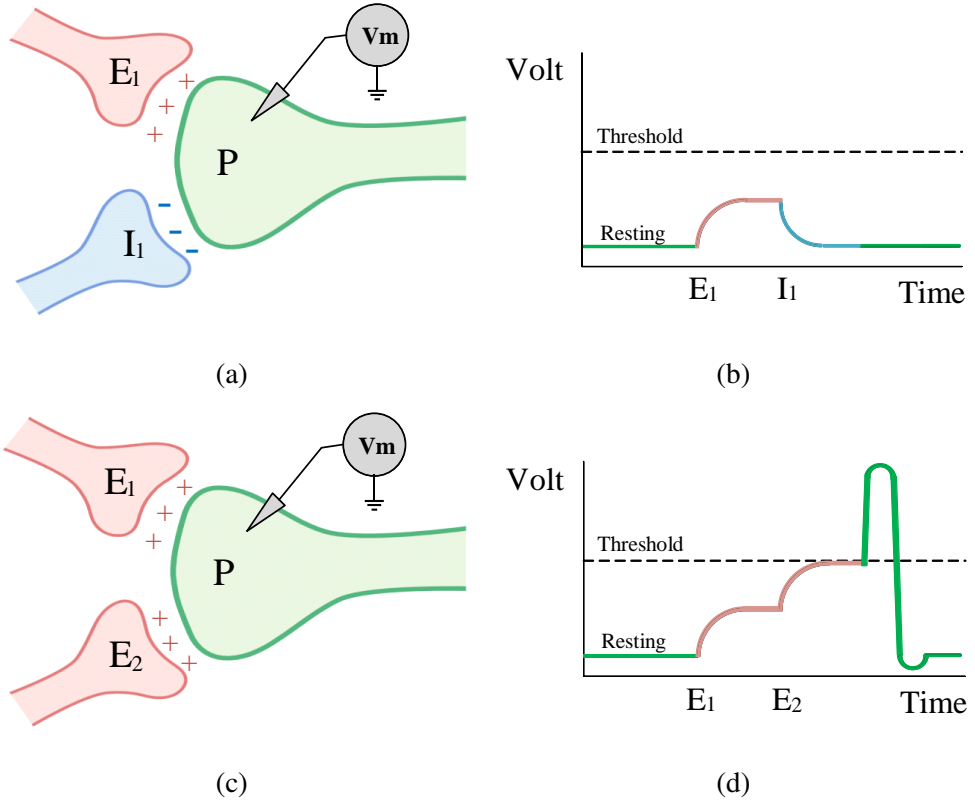 E₁
+
+
+
I₁
-
-
-
P
Vm
(a)
Volt
Threshold
Resting
E₁ I₁ Time
(b)
E₁
+
+
E₂
+
+
+
P
Vm
(c)
Volt
Threshold
Resting
E₁ E₂ Time
(d)